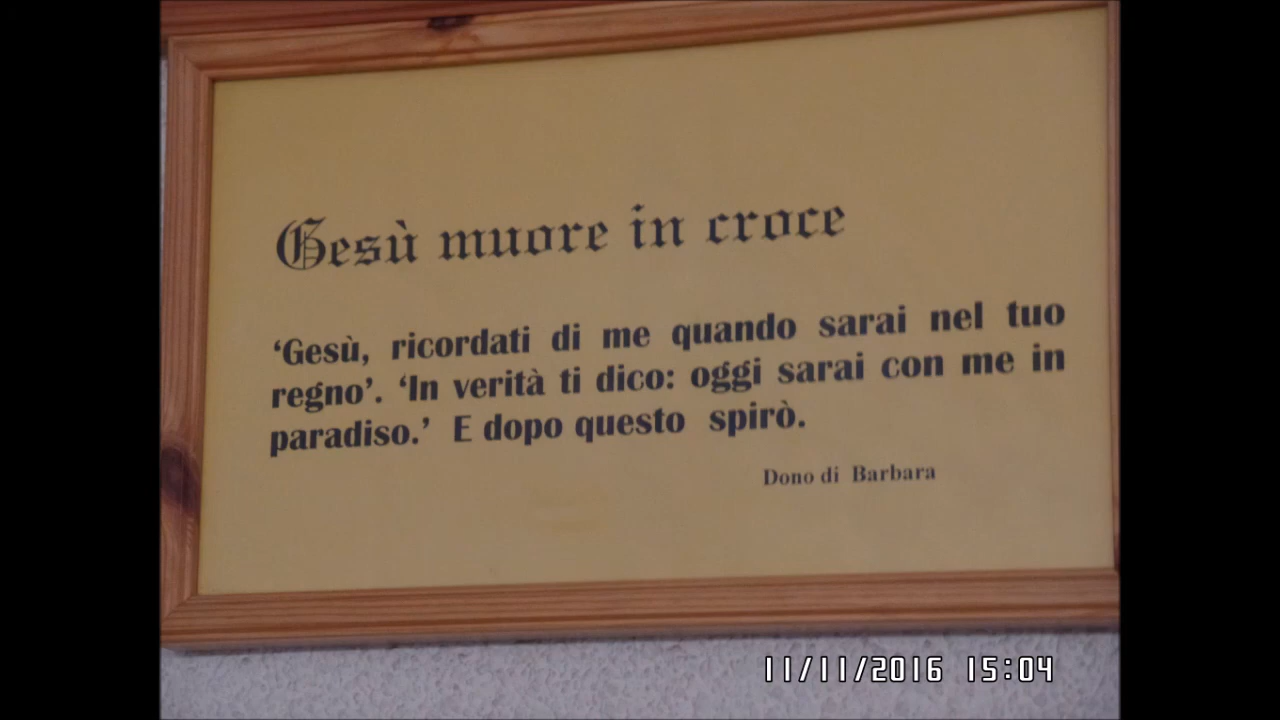 Gesù muore in croce
‘Gesù, ricordati di me quando sarai nel tuo
regno’. ‘In verità ti dico: oggi sarai con me in
paradiso.’ E dopo questo spirò.
Dono di Barbara
11/11/2016 15:04